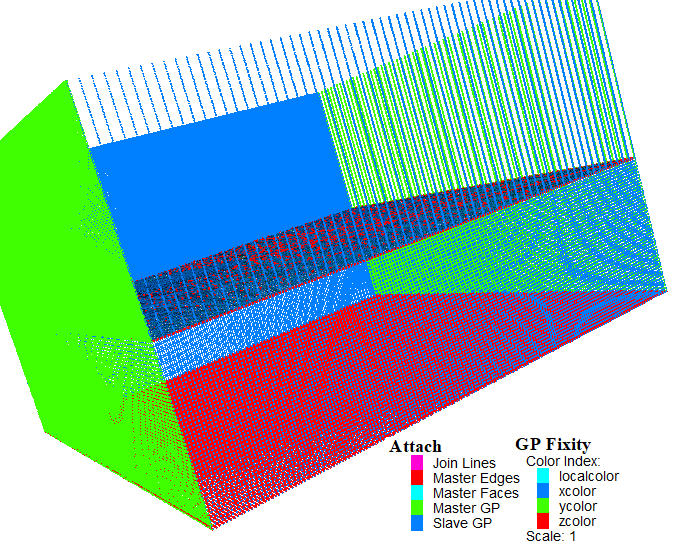 Attach
Join Lines
Master Edges
Master Faces
Master GP
Slave GP
GP Fixity
Color Index:
localcolor
xcolor
ycolor
zcolor
Scale: 1